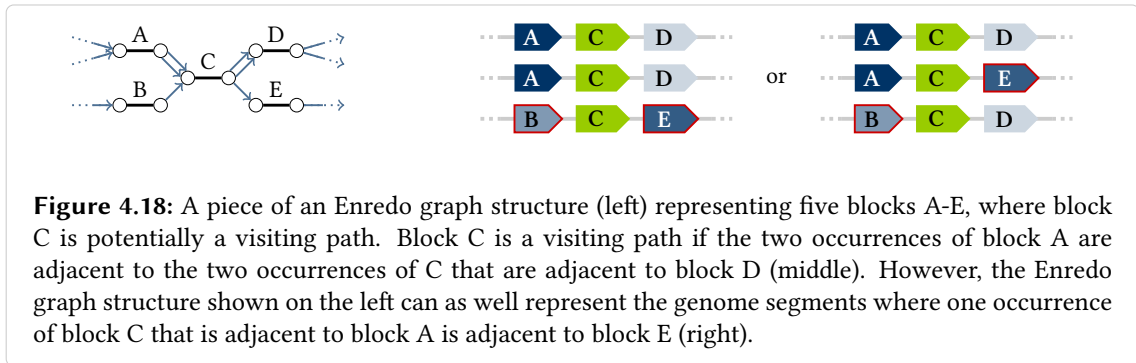 A
D
C
B
E
A C D
A C D
B C E
or
A C D
A C E
B C D
Figure 4.18: A piece of an Enredo graph structure (left) representing five blocks A-E, where block
C is potentially a visiting path. Block C is a visiting path if the two occurrences of block A are
adjacent to the two occurrences of C that are adjacent to block D (middle). However, the Enredo
graph structure shown on the left can as well represent the genome segments where one occurrence
of block C that is adjacent to block A is adjacent to block E (right).